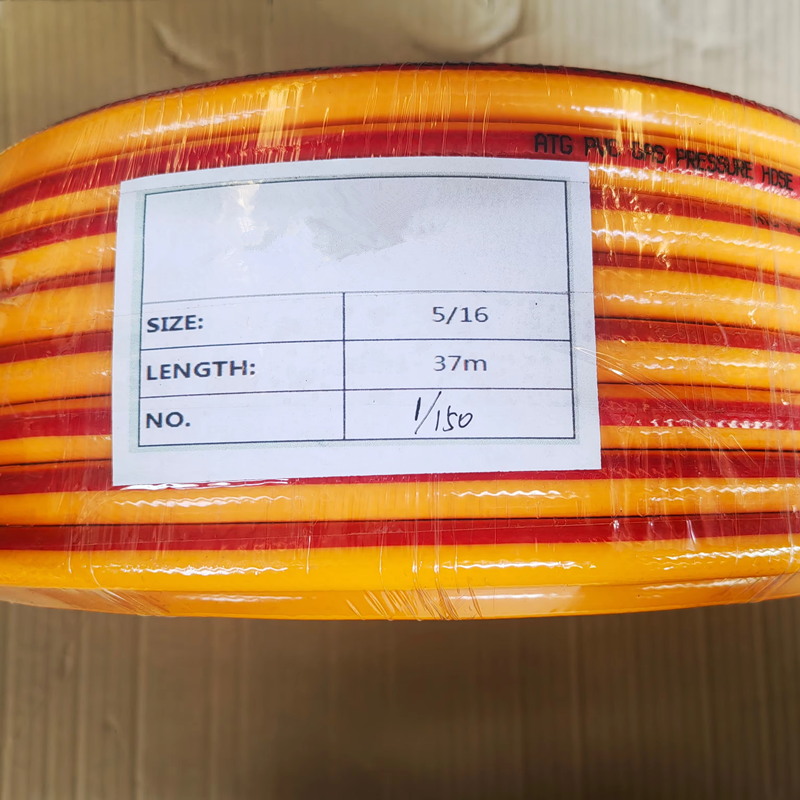 ATG PVC GAS PRESSURE HOSE
SIZE: 5/16
LENGTH: 37m
NO. 1/150